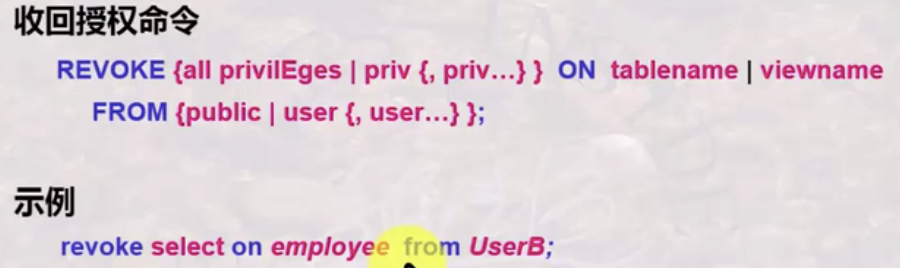 收回授权命令
REVOKE {all privilEges | priv {, priv…} } ON tablename | viewname
FROM {public | user {, user…} };
示例
revoke select on employee from UserB;